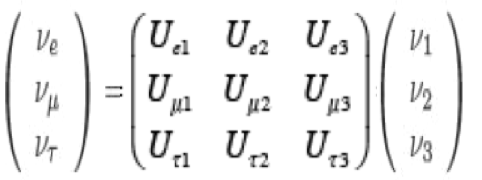 ( ν_e ) = ( U_e1 U_e2 U_e3 ) ( ν_1 )
( ν_μ ) = ( U_μ1 U_μ2 U_μ3 ) ( ν_2 )
( ν_τ ) = ( U_τ1 U_τ2 U_τ3 ) ( ν_3 )